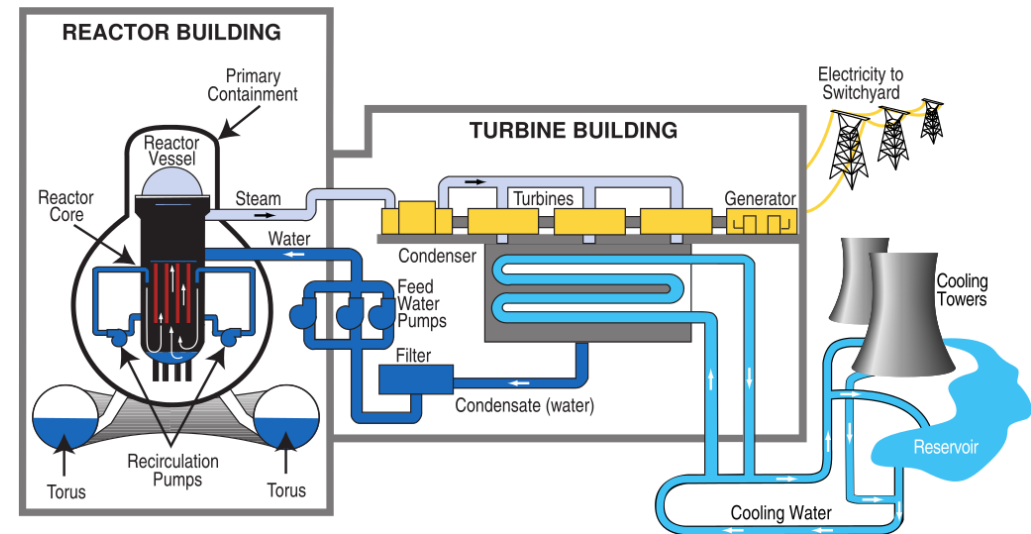 REACTOR BUILDING
Primary
Containment
Reactor
Vessel
Reactor
Core
Steam
Water
Feed
Water
Pumps
Filter
Condensate (water)
Recirculation
Pumps
Torus
Torus
TURBINE BUILDING
Turbines
Generator
Condenser
Electricity to
Switchyard
Cooling
Towers
Reservoir
Cooling Water